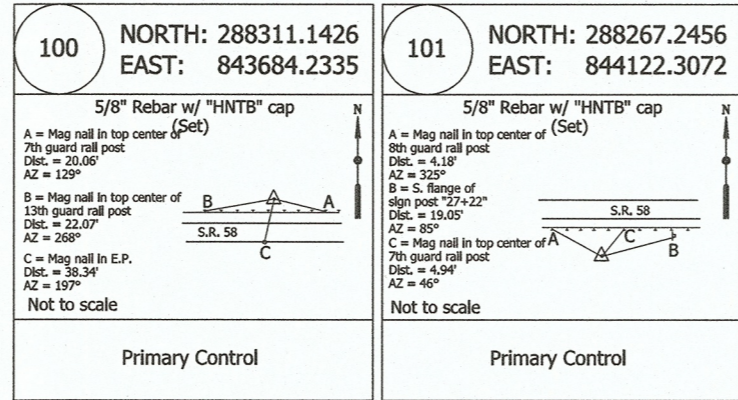 100
NORTH: 288311.1426
EAST: 843684.2335
5/8" Rebar w/ "HNTB" cap
(Set)
A = Mag nail in top center of
7th guard rail post
Dist. = 20.06'
AZ = 129°
B = Mag nail in top center of
13th guard rail post
Dist. = 22.07'
AZ = 268°
C = Mag nail in E.P.
Dist. = 38.34'
AZ = 197°
Not to scale
N
B
A
S.R. 58
C
Primary Control
101
NORTH: 288267.2456
EAST: 844122.3072
5/8" Rebar w/ "HNTB" cap
(Set)
A = Mag nail in top center of
8th guard rail post
Dist. = 4.18'
AZ = 325°
B = S. flange of
sign post "27+22"
Dist. = 19.05'
AZ = 85°
C = Mag nail in top center of
7th guard rail post
Dist. = 4.94'
AZ = 46°
Not to scale
N
S.R. 58
A
C
B
Primary Control